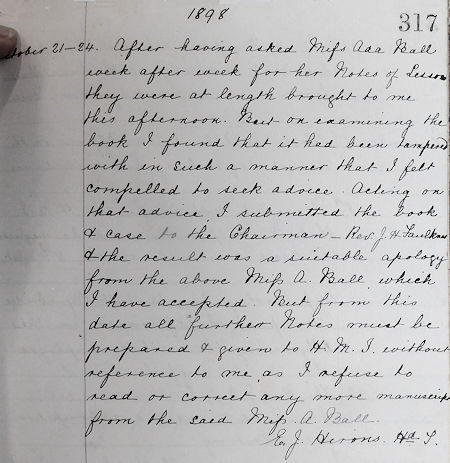 1898
317
ctober 21-24. After having asked Miss Ada Ball
week after week for her Notes of Lessons
they were at length brought to me
this afternoon. But on examining the
book I found that it had been tampered
with in such a manner that I felt
compelled to seek advice. Acting on
that advice, I submitted the book
& case to the Chairman - Rev. J. H. Faulkner
& the result was a suitable apology
from the above Miss A. Ball which
I have accepted. But from this
date all further Notes must be
prepared & given to H. M. I. without
reference to me, as I refuse to
read or correct any more manuscript
from the said Miss. A. Ball.
E. J. Hirons. Hd T.